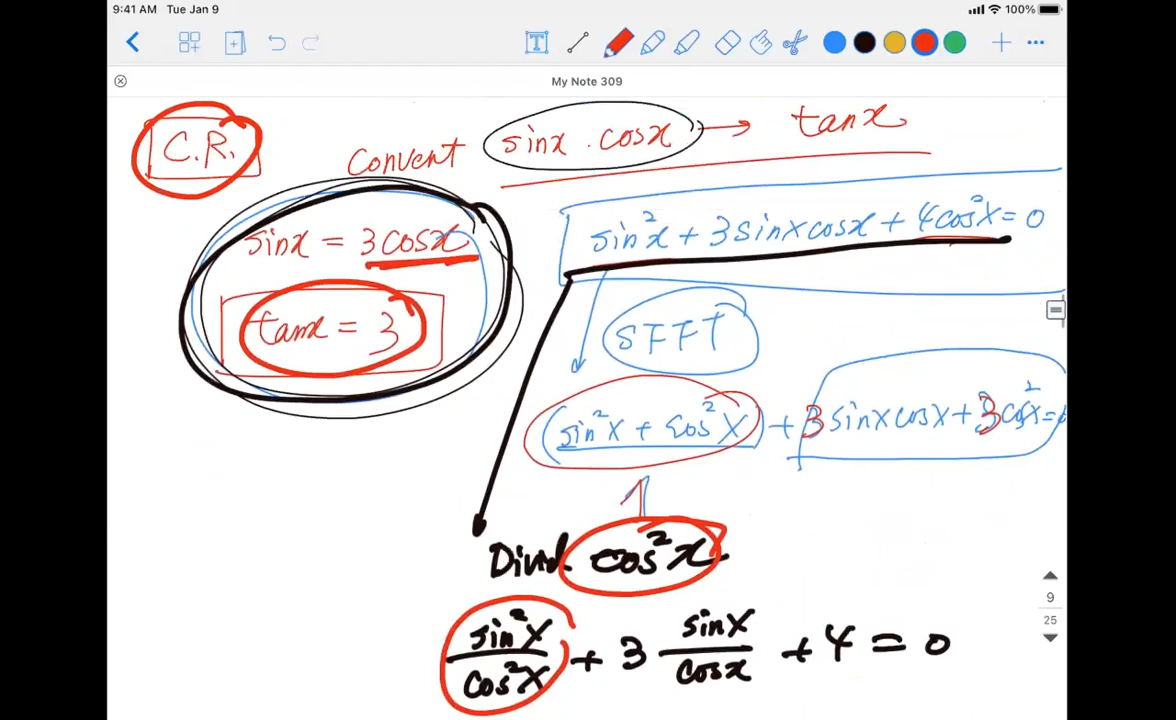 9:41 AM Tue Jan 9
100%
My Note 309
C.R.
Convent sinx . cosx → tanx
sinx = 3cosx
tanx = 3
sin²x + 3sinxcosx + 4cos²x = 0
SFFT
(sin²x + cos²x) + 3sinxcosx + 3cos²x = 0
1
Divid cos²x
sin²x/cos²x + 3 sinx/cosx + 4 = 0
9
25